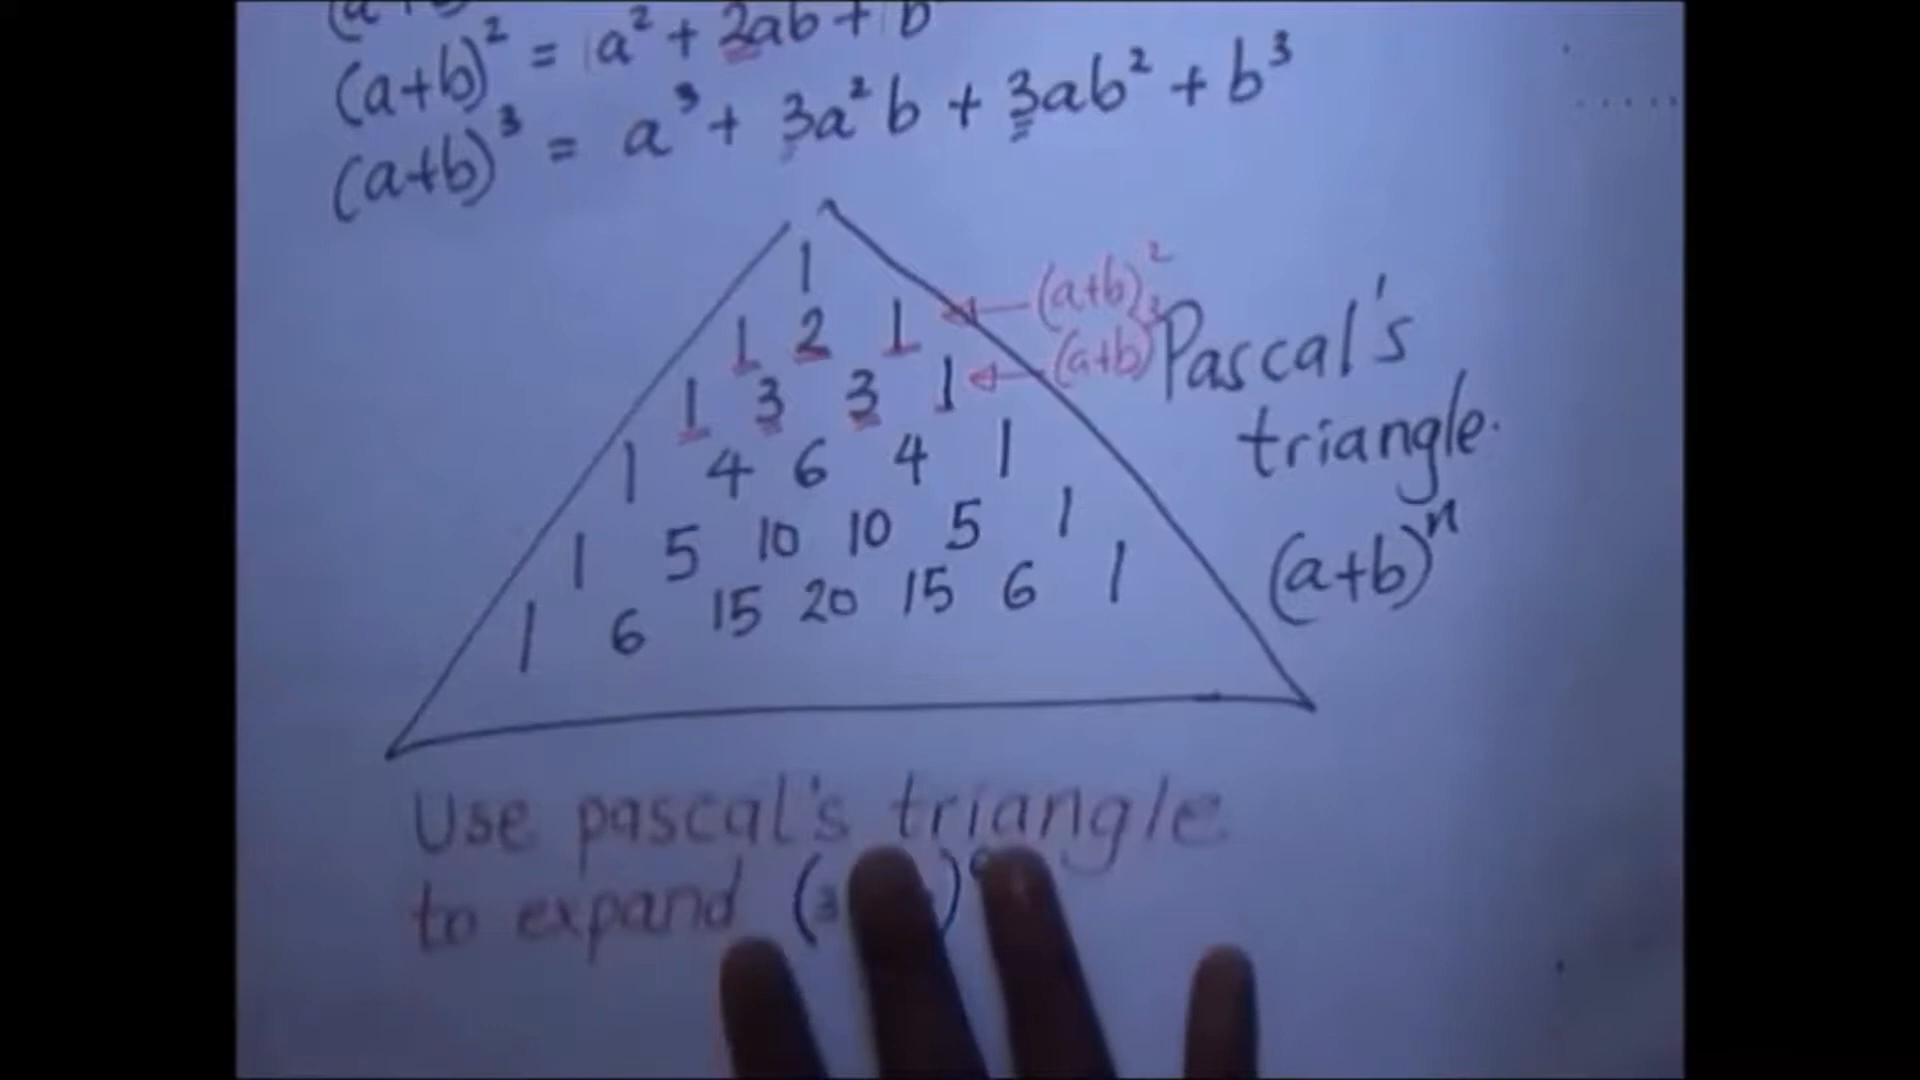 (a+b)² = a² + 2ab + b
(a+b)³ = a³ + 3a²b + 3ab² + b³
1
1 2 1 (a+b)²
1 3 3 1 (a+b)³
Pascal's
triangle.
1 4 6 4 1
1 5 10 10 5 1
(a+b)ⁿ
1 6 15 20 15 6 1
Use pascal's triangle
to expand (3 )